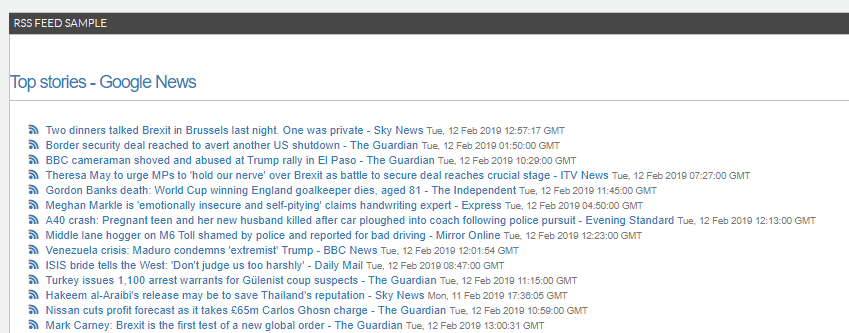 RSS FEED SAMPLE
Top stories - Google News
Two dinners talked Brexit in Brussels last night. One was private - Sky News Tue, 12 Feb 2019 12:57:17 GMT
Border security deal reached to avert another US shutdown - The Guardian Tue, 12 Feb 2019 01:50:00 GMT
BBC cameraman shoved and abused at Trump rally in El Paso - The Guardian Tue, 12 Feb 2019 10:29:00 GMT
Theresa May to urge MPs to 'hold our nerve' over Brexit as battle to secure deal reaches crucial stage - ITV News Tue, 12 Feb 2019 07:27:00 GMT
Gordon Banks death: World Cup winning England goalkeeper dies, aged 81 - The Independent Tue, 12 Feb 2019 11:45:00 GMT
Meghan Markle is 'emotionally insecure and self-pitying' claims handwriting expert - Express Tue, 12 Feb 2019 04:50:00 GMT
A40 crash: Pregnant teen and her new husband killed after car ploughed into coach following police pursuit - Evening Standard Tue, 12 Feb 2019 12:13:00 GMT
Middle lane hogger on M6 Toll shamed by police and reported for bad driving - Mirror Online Tue, 12 Feb 2019 12:23:00 GMT
Venezuela crisis: Maduro condemns 'extremist' Trump - BBC News Tue, 12 Feb 2019 12:01:54 GMT
ISIS bride tells the West: 'Don't judge us too harshly' - Daily Mail Tue, 12 Feb 2019 08:47:00 GMT
Turkey issues 1,100 arrest warrants for Gülenist coup suspects - The Guardian Tue, 12 Feb 2019 11:15:00 GMT
Hakeem al-Araibi's release may be to save Thailand's reputation - Sky News Mon, 11 Feb 2019 17:36:05 GMT
Nissan cuts profit forecast as it takes £65m Carlos Ghosn charge - The Guardian Tue, 12 Feb 2019 10:59:00 GMT
Mark Carney: Brexit is the first test of a new global order - The Guardian Tue, 12 Feb 2019 13:00:31 GMT